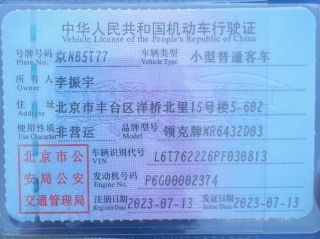 中华人民共和国机动车行驶证
Vehicle License of the People's Republic of China
号牌号码 Plate No. 京NB5T77 车辆类型 Vehicle Type 小型普通客车
所有人 Owner 李振宇
住址 Address 北京市丰台区洋桥北里15号楼5-602
使用性质 Use Character 非营运 品牌型号 Model 领克牌MR6432D03
北京市公安局公安交通管理局
车辆识别代号 VIN L6T7622Z6PF030813
发动机号码 Engine No. P6G00002374
注册日期 Register Date 2023-07-13 发证日期 Issue Date 2023-07-13